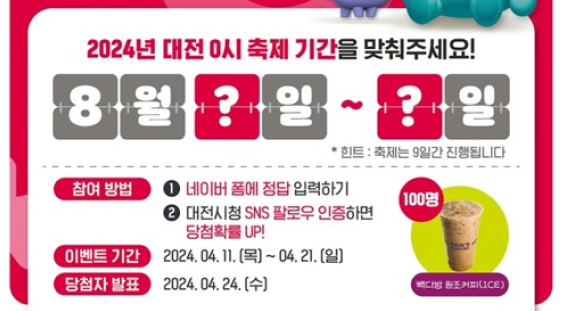 2024년 대전 0시 축제 기간을 맞춰주세요!
8월 ?일 ~ ?일
* 힌트 : 축제는 9일간 진행됩니다
참여 방법 ❶ 네이버 폼에 정답 입력하기
❷ 대전시청 SNS 팔로우 인증하면
당첨확률 UP!
100명
이벤트 기간 2024. 04. 11. (목) ~ 04. 21. (일)
당첨자 발표 2024. 04. 24. (수)
빽다방 원조커피(ICE)